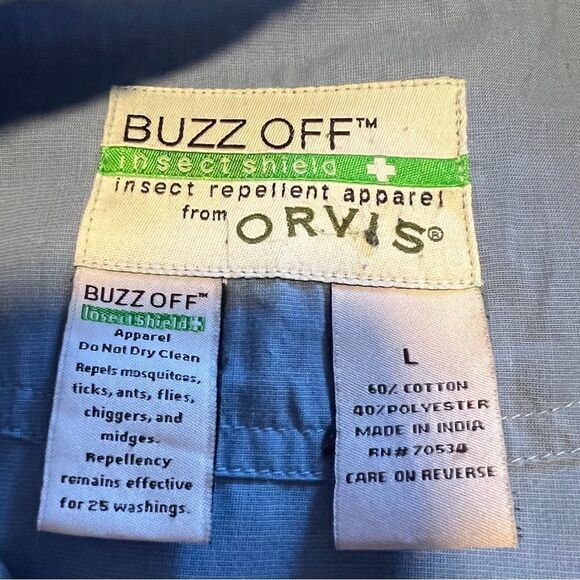 BUZZ OFF™
insect shield
insect repellent apparel
from ORVIS®
BUZZ OFF™
Insect shield
Apparel
Do Not Dry Clean
Repels mosquitoes,
ticks, ants, flies,
chiggers, and
midges.
Repellency
remains effective
for 25 washings.
L
60% COTTON
40%POLYESTER
MADE IN INDIA
RN# 70534
CARE ON REVERSE